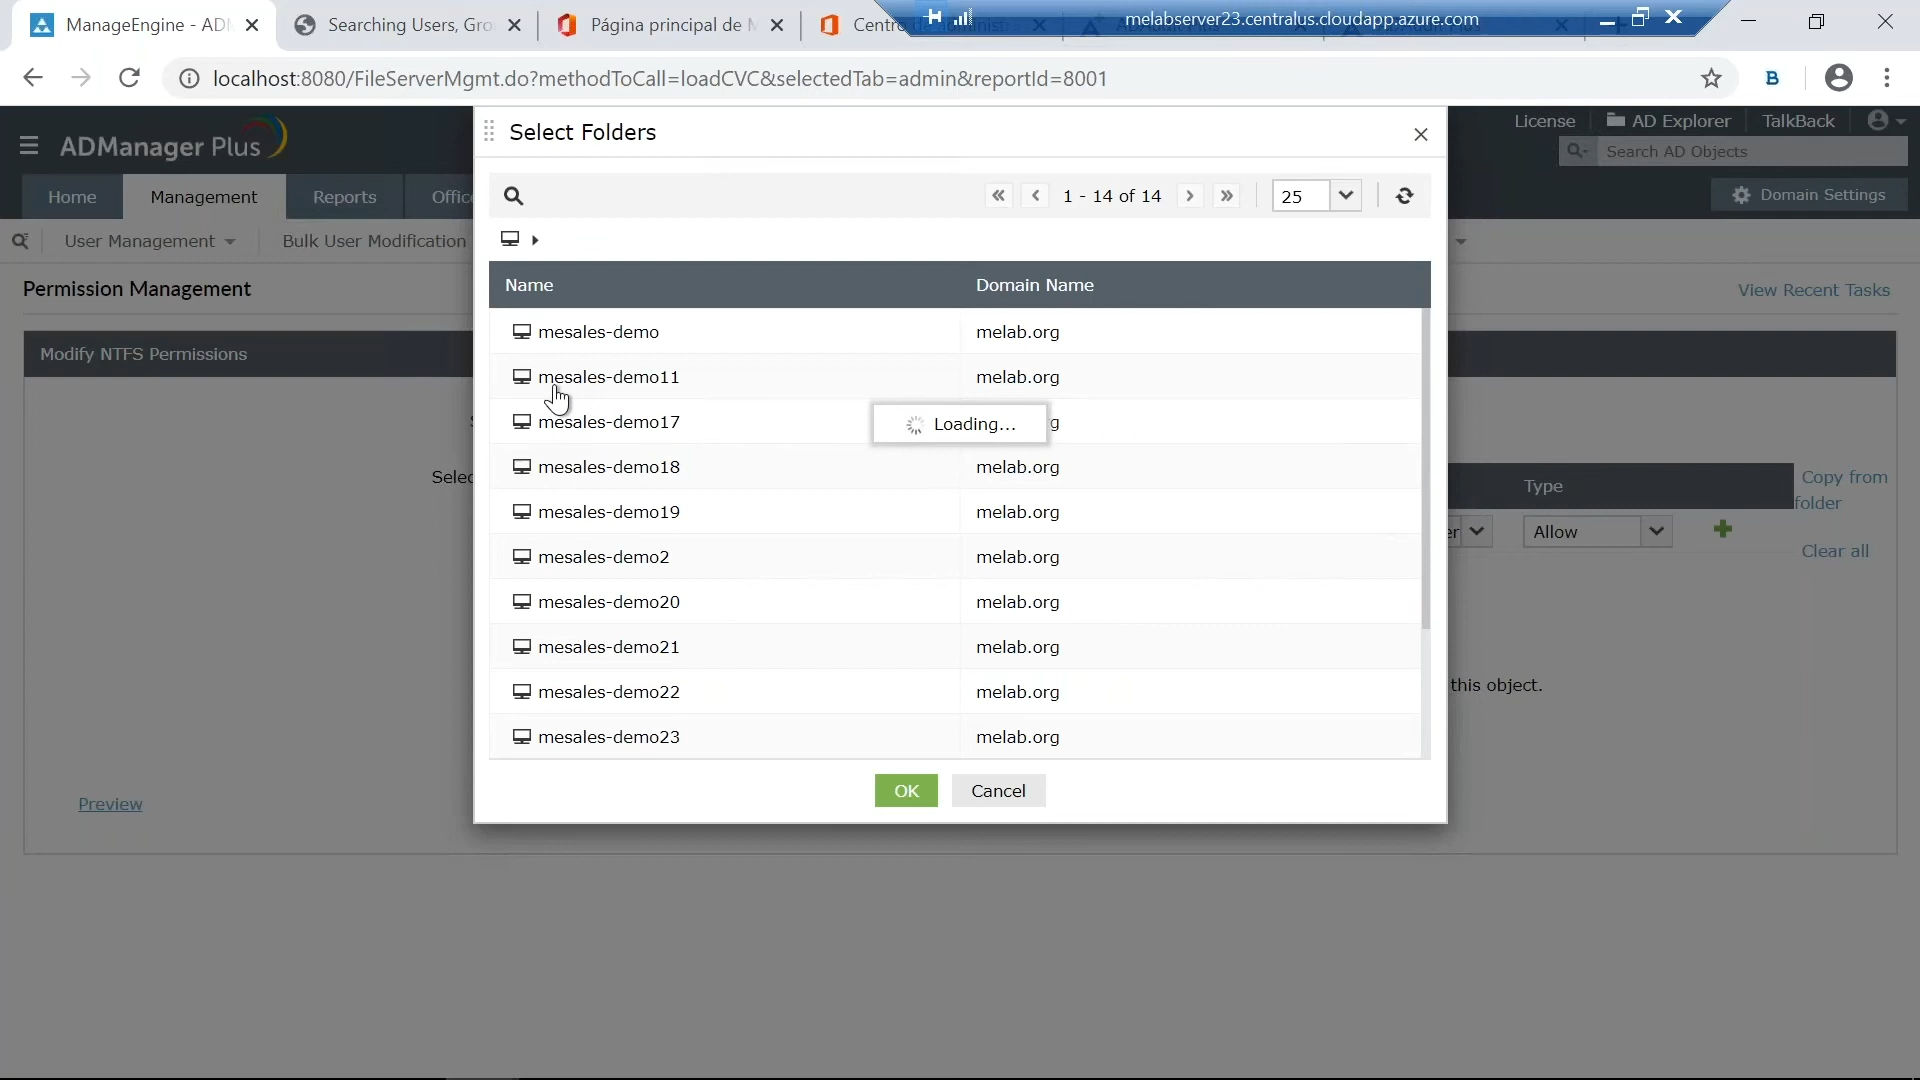 ManageEngine - AD
Searching Users, Gro
Página principal de M
Centro
melabserver23.centralus.cloudapp.azure.com
localhost:8080/FileServerMgmt.do?methodToCall=loadCVC&selectedTab=admin&reportId=8001
B
ADManager Plus
License
AD Explorer
TalkBack
Search AD Objects
Home
Management
Reports
Offic
Domain Settings
User Management
Bulk User Modification
Permission Management
View Recent Tasks
Modify NTFS Permissions
Selec
Type
Copy from folder
er
Allow
Clear all
this object.
Preview
Select Folders
1 - 14 of 14
25
Name
Domain Name
mesales-demo
melab.org
mesales-demo11
melab.org
mesales-demo17
g
Loading...
mesales-demo18
melab.org
mesales-demo19
melab.org
mesales-demo2
melab.org
mesales-demo20
melab.org
mesales-demo21
melab.org
mesales-demo22
melab.org
mesales-demo23
melab.org
OK
Cancel